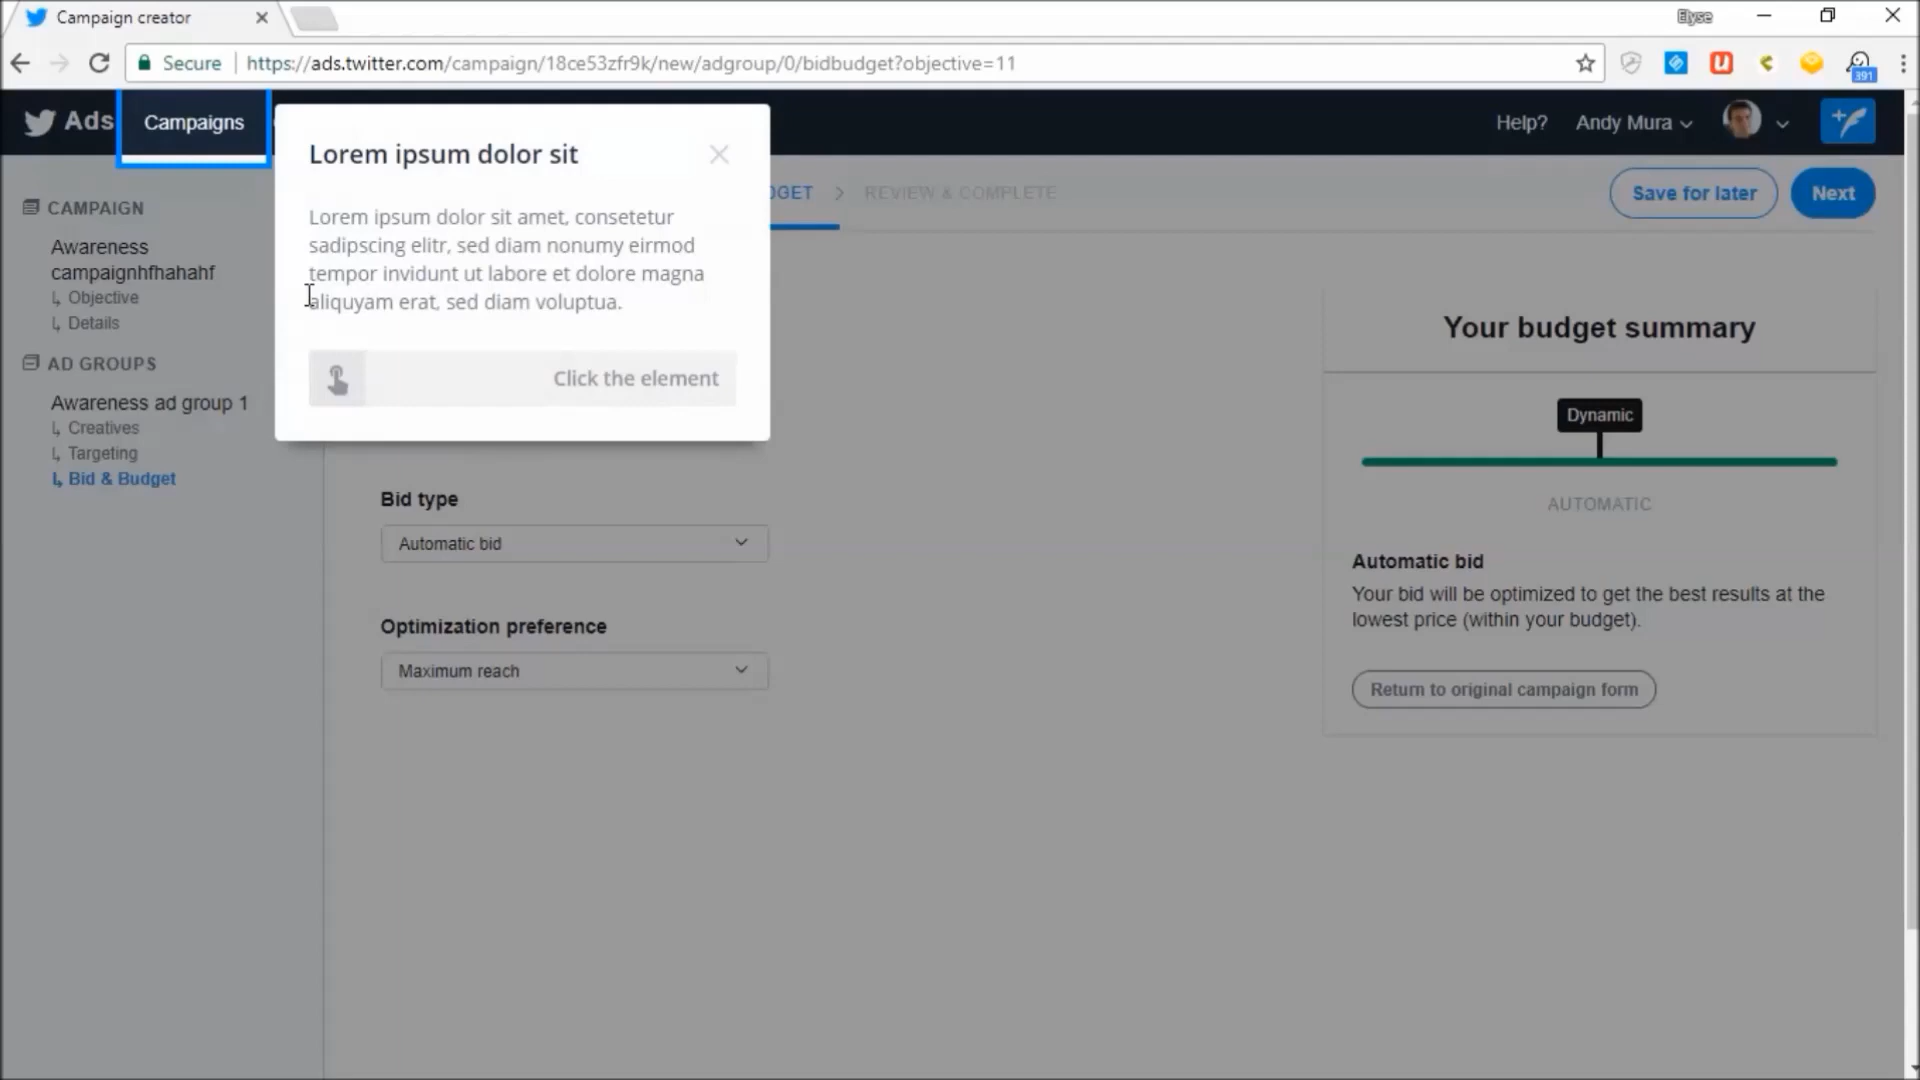 Campaign creator
Elyse
Secure
https://ads.twitter.com/campaign/18ce53zfr9k/new/adgroup/0/bidbudget?objective=11
391
Ads
Campaigns
Help?
Andy Mura
Lorem ipsum dolor sit
Lorem ipsum dolor sit amet, consetetur
sadipscing elitr, sed diam nonumy eirmod
tempor invidunt ut labore et dolore magna
aliquyam erat, sed diam voluptua.
Click the element
DGET
REVIEW & COMPLETE
Save for later
Next
CAMPAIGN
Awareness
campaignhfhahahf
Objective
Details
AD GROUPS
Awareness ad group 1
Creatives
Targeting
Bid & Budget
Bid type
Automatic bid
Optimization preference
Maximum reach
Your budget summary
Dynamic
AUTOMATIC
Automatic bid
Your bid will be optimized to get the best results at the
lowest price (within your budget).
Return to original campaign form